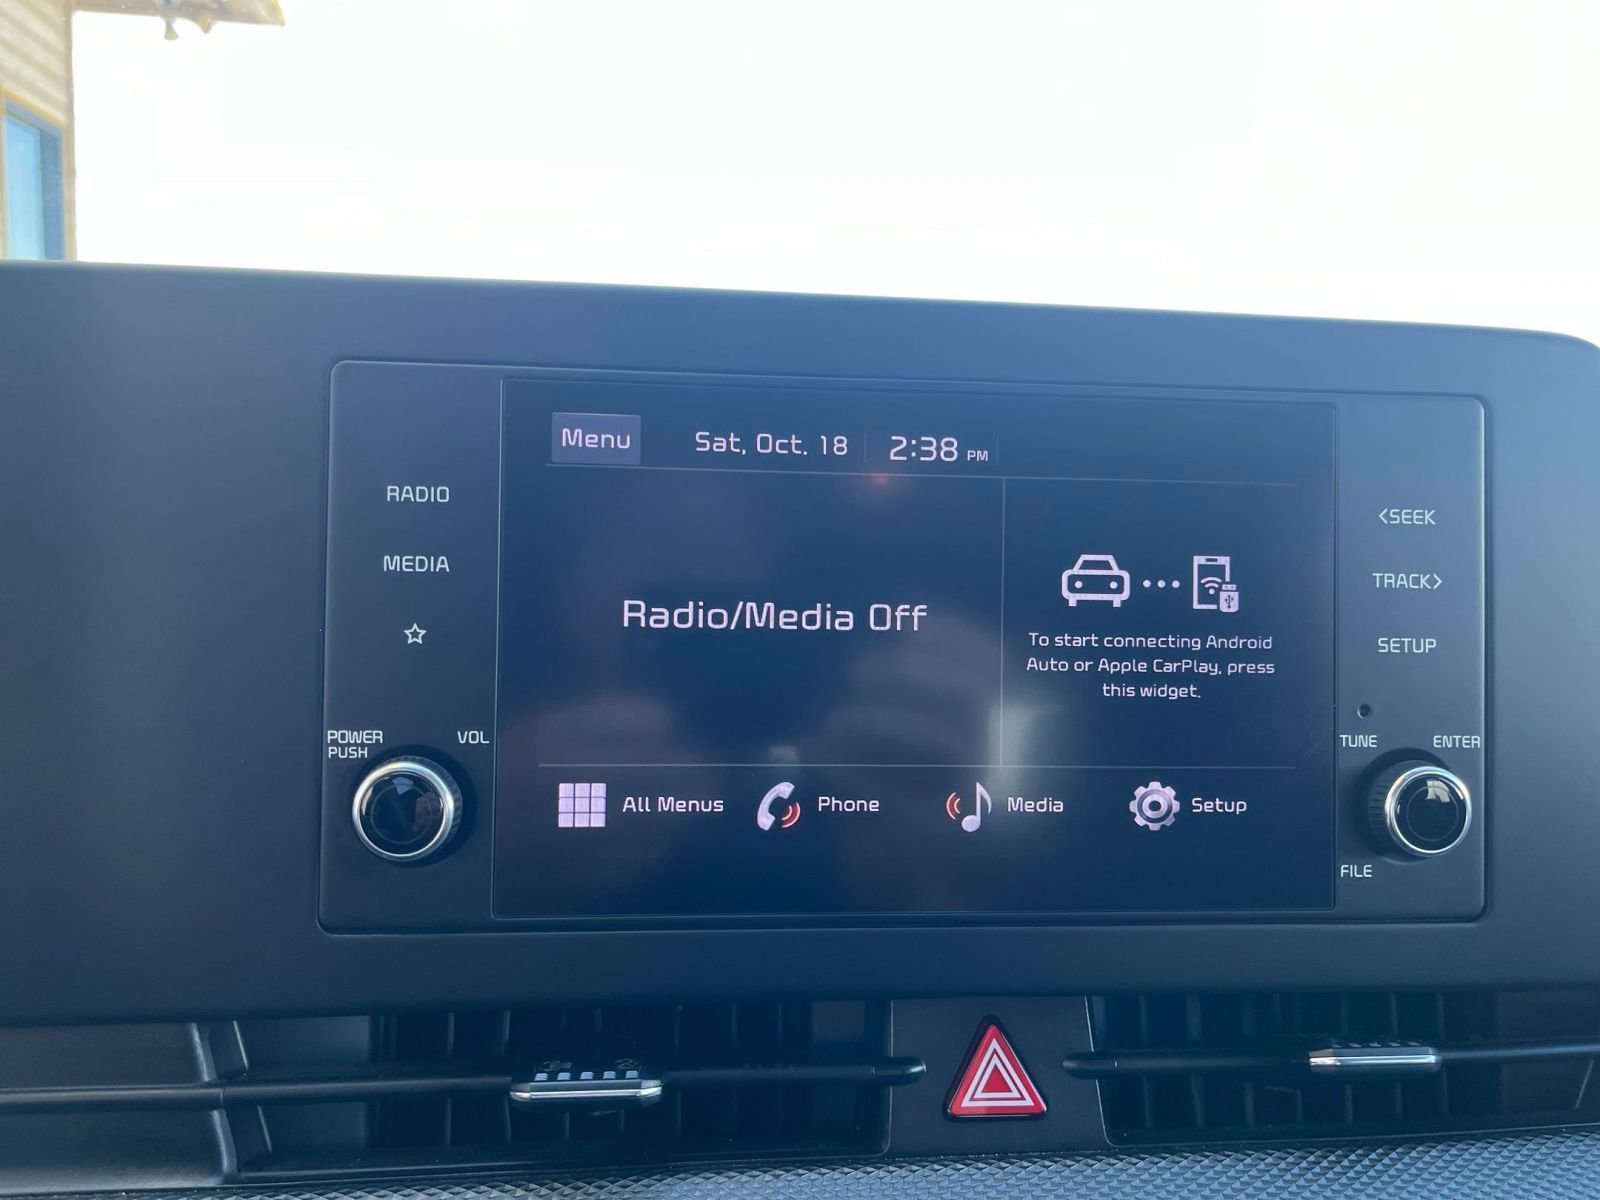 Menu
Sat, Oct. 18
2:38 PM
RADIO
MEDIA
Radio/Media Off
To start connecting Android
Auto or Apple CarPlay, press
this widget.
<SEEK
TRACK>
SETUP
POWER
PUSH
VOL
TUNE
ENTER
All Menus
Phone
Media
Setup
FILE